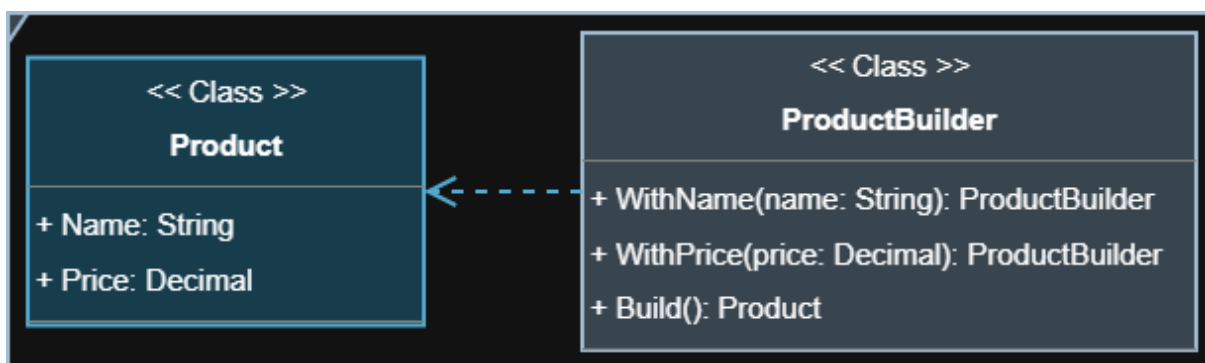 << Class >>
Product
+ Name: String
+ Price: Decimal
<< Class >>
ProductBuilder
+ WithName(name: String): ProductBuilder
+ WithPrice(price: Decimal): ProductBuilder
+ Build(): Product